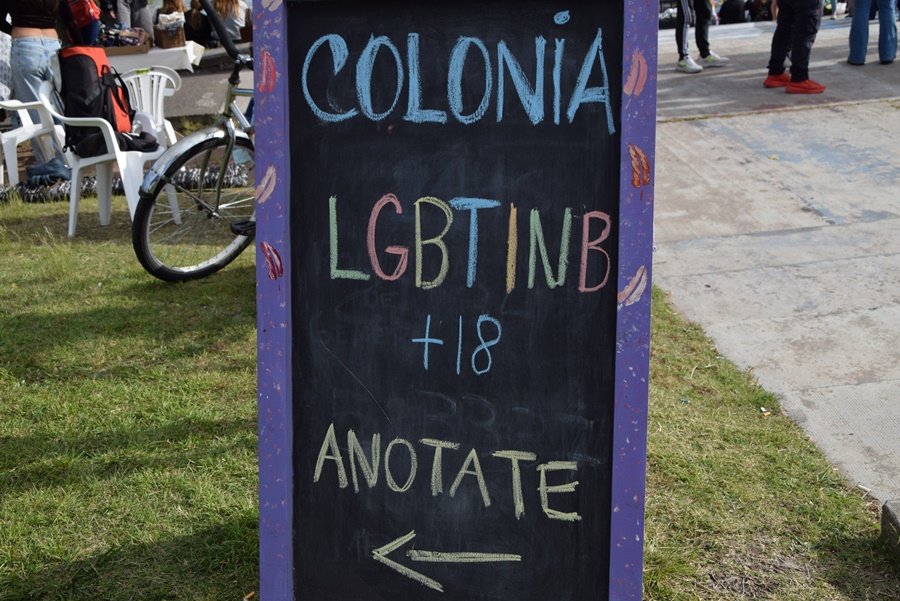 COLONiA
LGBTINB
+18
ANOTATE